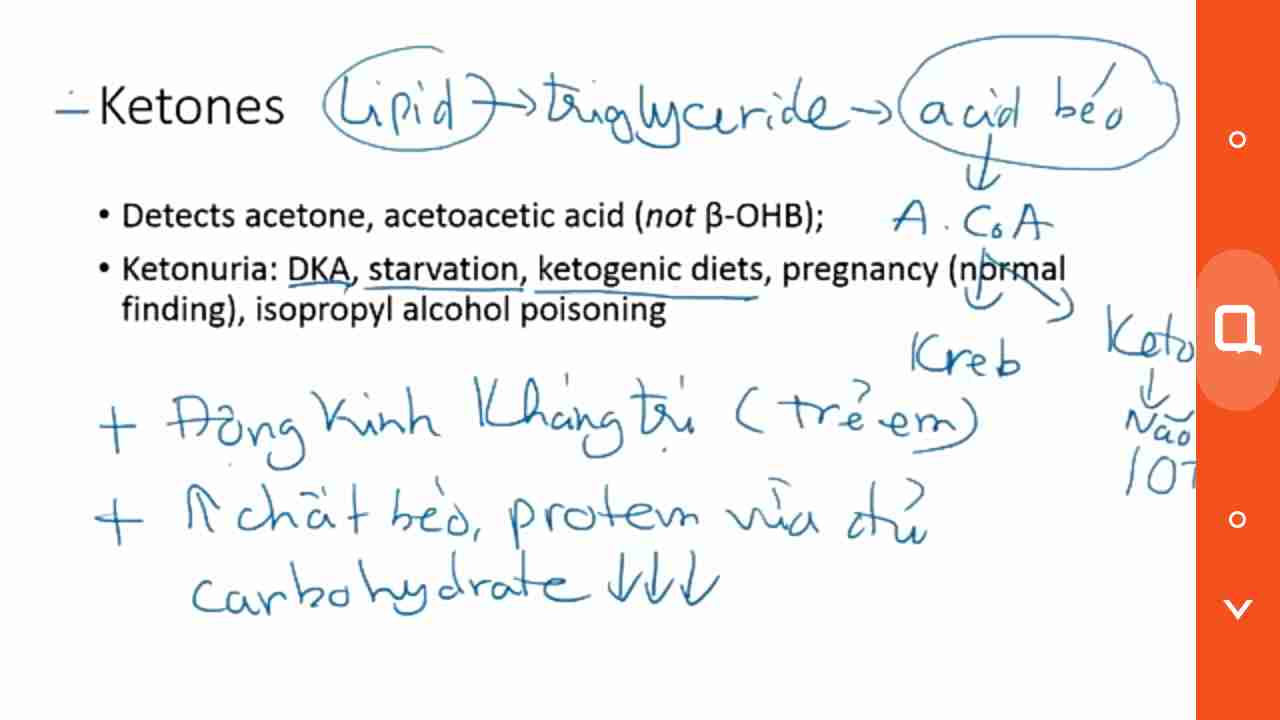 Ketones Lipid → triglyceride → acid béo
• Detects acetone, acetoacetic acid (not β-OHB);
A.CoA
• Ketonuria: DKA, starvation, ketogenic diets, pregnancy (normal
finding), isopropyl alcohol poisoning
Kreb
Keto
Não
+ Động Kinh Kháng trị (trẻ em)
+ ↑ chất béo, protein vừa đủ
carbohydrate ↓↓↓